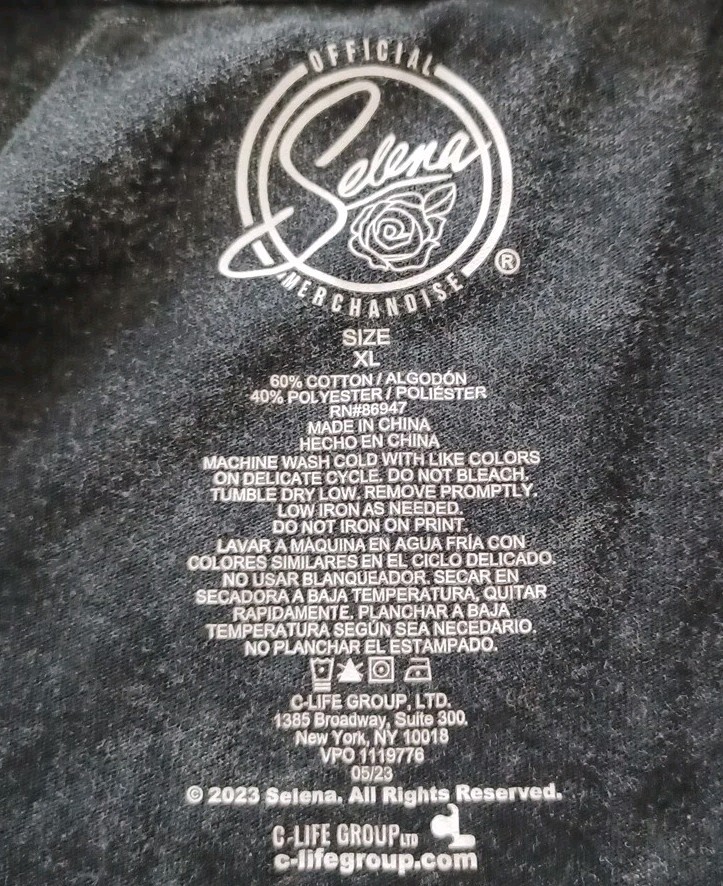 OFFICIAL
Selena
MERCHANDISE
®
SIZE
XL
60% COTTON / ALGODÓN
40% POLYESTER / POLIÉSTER
RN#86947
MADE IN CHINA
HECHO EN CHINA
MACHINE WASH COLD WITH LIKE COLORS
ON DELICATE CYCLE. DO NOT BLEACH.
TUMBLE DRY LOW. REMOVE PROMPTLY.
LOW IRON AS NEEDED.
DO NOT IRON ON PRINT.
LAVAR A MAQUINA EN AGUA FRÍA CON
COLORES SIMILARES EN EL CICLO DELICADO.
NO USAR BLANQUEADOR. SECAR EN
SECADORA A BAJA TEMPERATURA, QUITAR
RAPIDAMENTE. PLANCHAR A BAJA
TEMPERATURA SEGÚN SEA NECEDARIO.
NO PLANCHAR EL ESTAMPADO.
C-LIFE GROUP, LTD.
1385 Broadway, Suite 300.
New York, NY 10018
VPO 1119776
05/23
© 2023 Selena. All Rights Reserved.
C-LIFE GROUP LTD
c-lifegroup.com